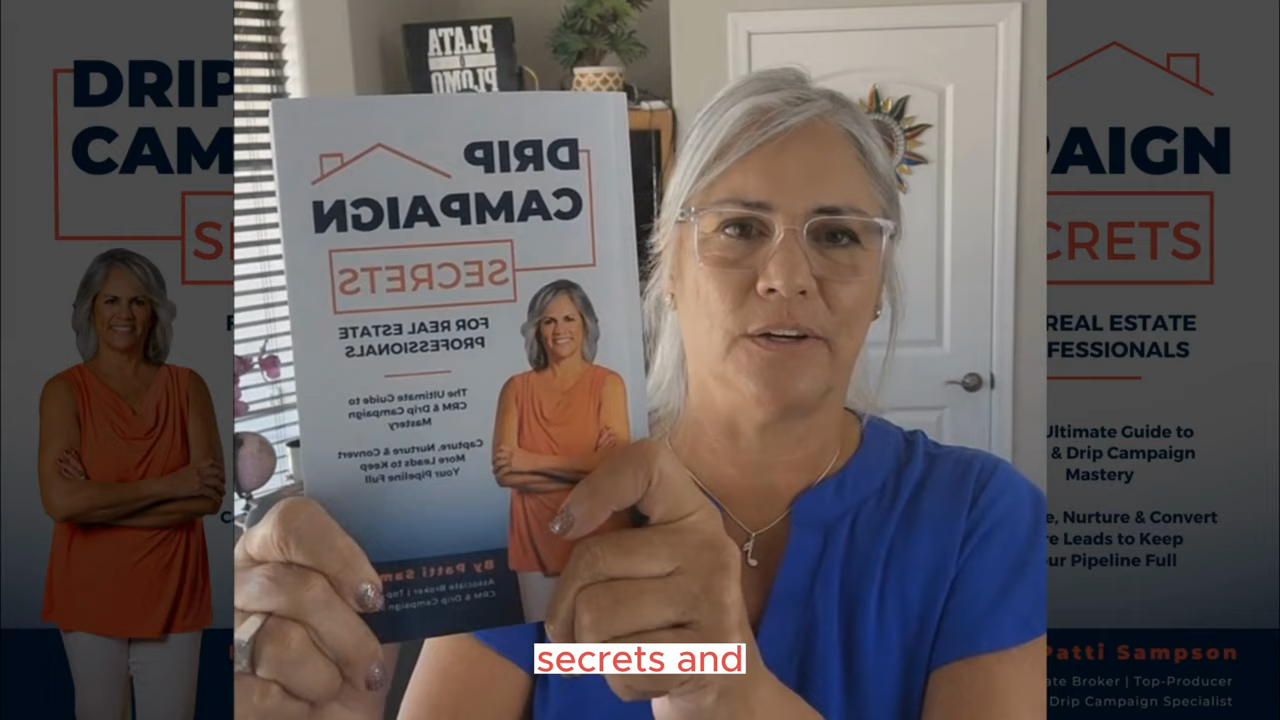 DRIP
CAM
S
PLATA
O
PLOMO
DRIP
CAMPAIGN
SECRETS
FOR REAL ESTATE
PROFESSIONALS
The Ultimate Guide to
CRM & Drip Campaign
Mastery
Capture, Nurture & Convert
More Leads to Keep
Your Pipeline Full
By Patti Sam
Associate Broker | Top-
CRM & Drip Campaign
secrets and
PAIGN
CRETS
REAL ESTATE
FESSIONALS
Ultimate Guide to
& Drip Campaign
Mastery
e, Nurture & Convert
re Leads to Keep
ur Pipeline Full
Patti Sampson
ate Broker | Top-Producer
Drip Campaign Specialist